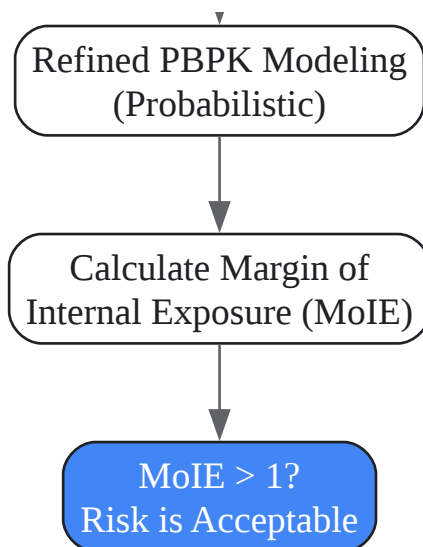 Refined PBPK Modeling
(Probabilistic)
Calculate Margin of
Internal Exposure (MoIE)
MoIE > 1?
Risk is Acceptable